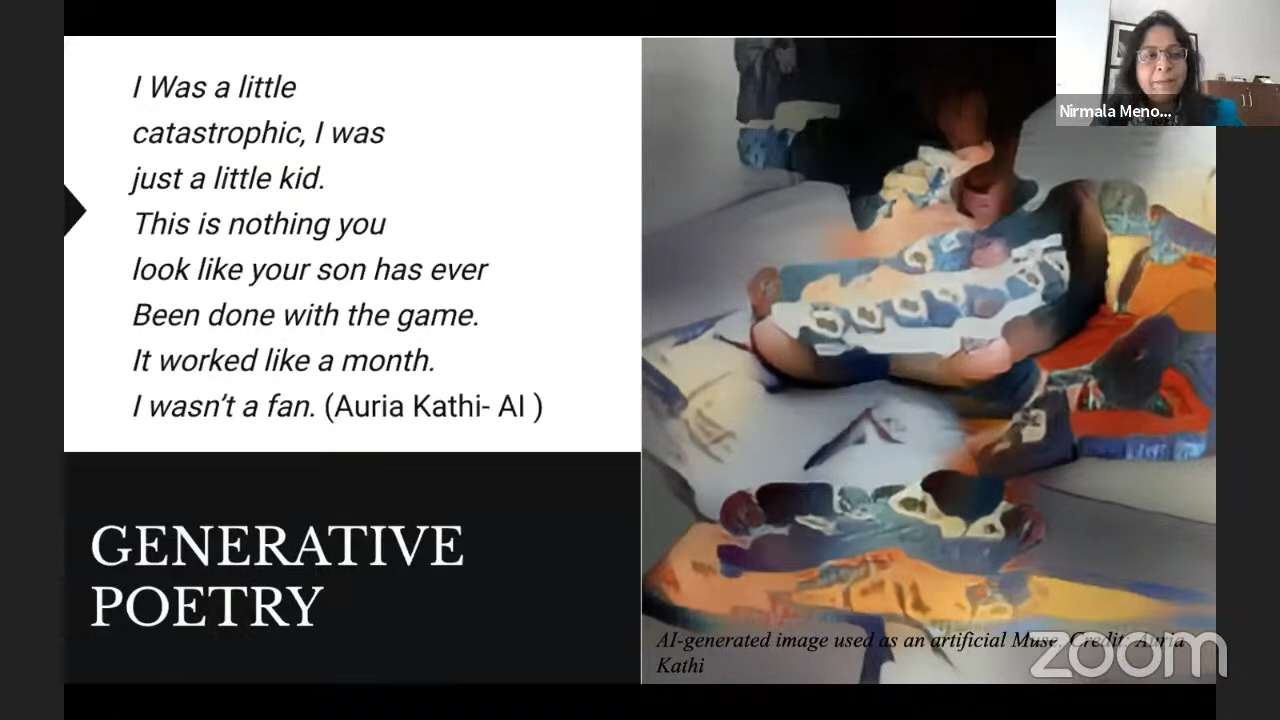 I Was a little
catastrophic, I was
just a little kid.
This is nothing you
look like your son has ever
Been done with the game.
It worked like a month.
I wasn't a fan. (Auria Kathi- AI )
GENERATIVE
POETRY
Nirmala Meno...
AI-generated image used as an artificial Muse. Credit: Auria
Kathi
zoom